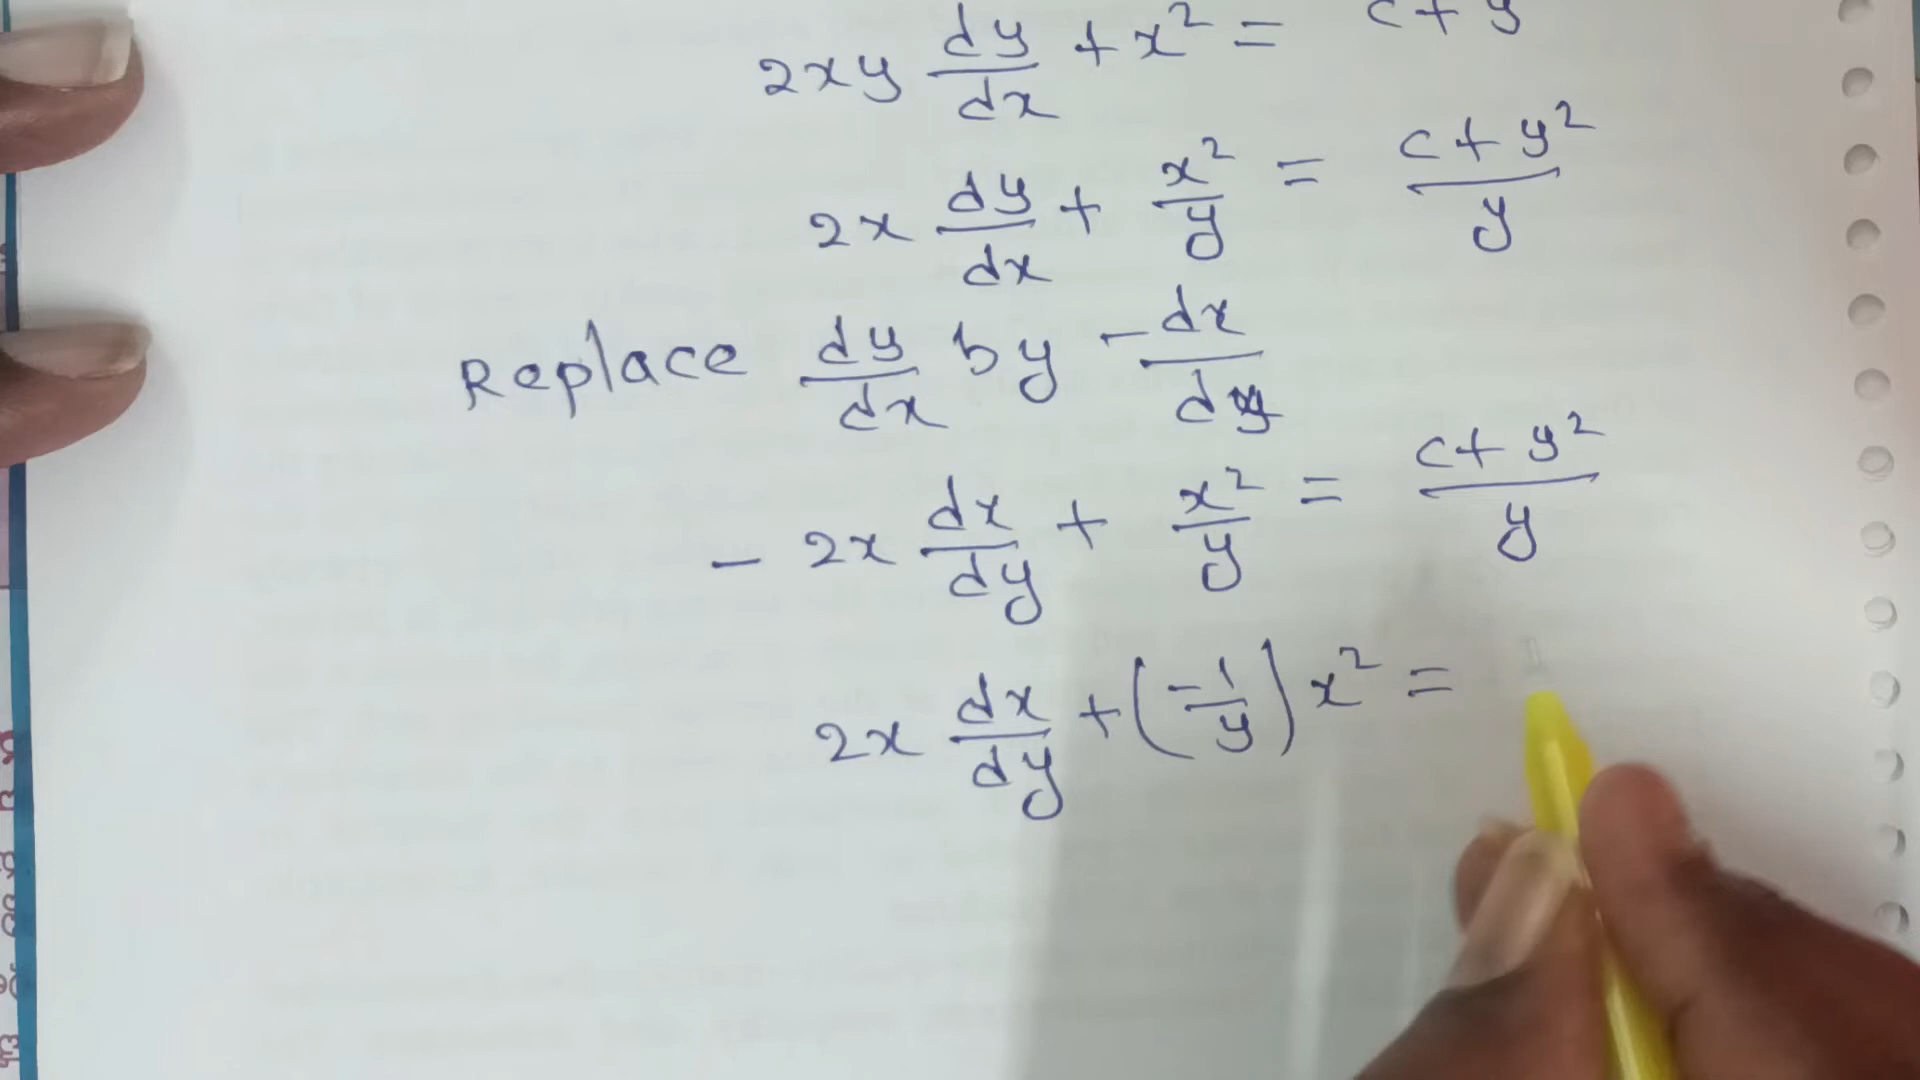 2xy dy/dx + x² = c + y
2x dy/dx + x²/y = (c + y²)/y
Replace dy/dx by - dx/dy
- 2x dx/dy + x²/y = (c + y²)/y
2x dx/dy + (-1/y) x² =